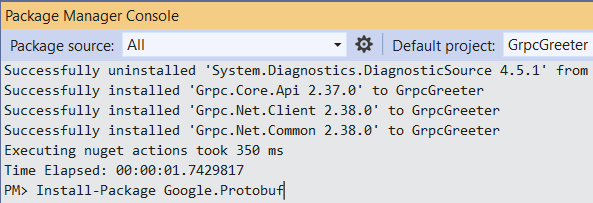 Package Manager Console
Package source: All Default project: GrpcGreeter
Successfully uninstalled 'System.Diagnostics.DiagnosticSource 4.5.1' from
Successfully installed 'Grpc.Core.Api 2.37.0' to GrpcGreeter
Successfully installed 'Grpc.Net.Client 2.38.0' to GrpcGreeter
Successfully installed 'Grpc.Net.Common 2.38.0' to GrpcGreeter
Executing nuget actions took 350 ms
Time Elapsed: 00:00:01.7429817
PM> Install-Package Google.Protobuf